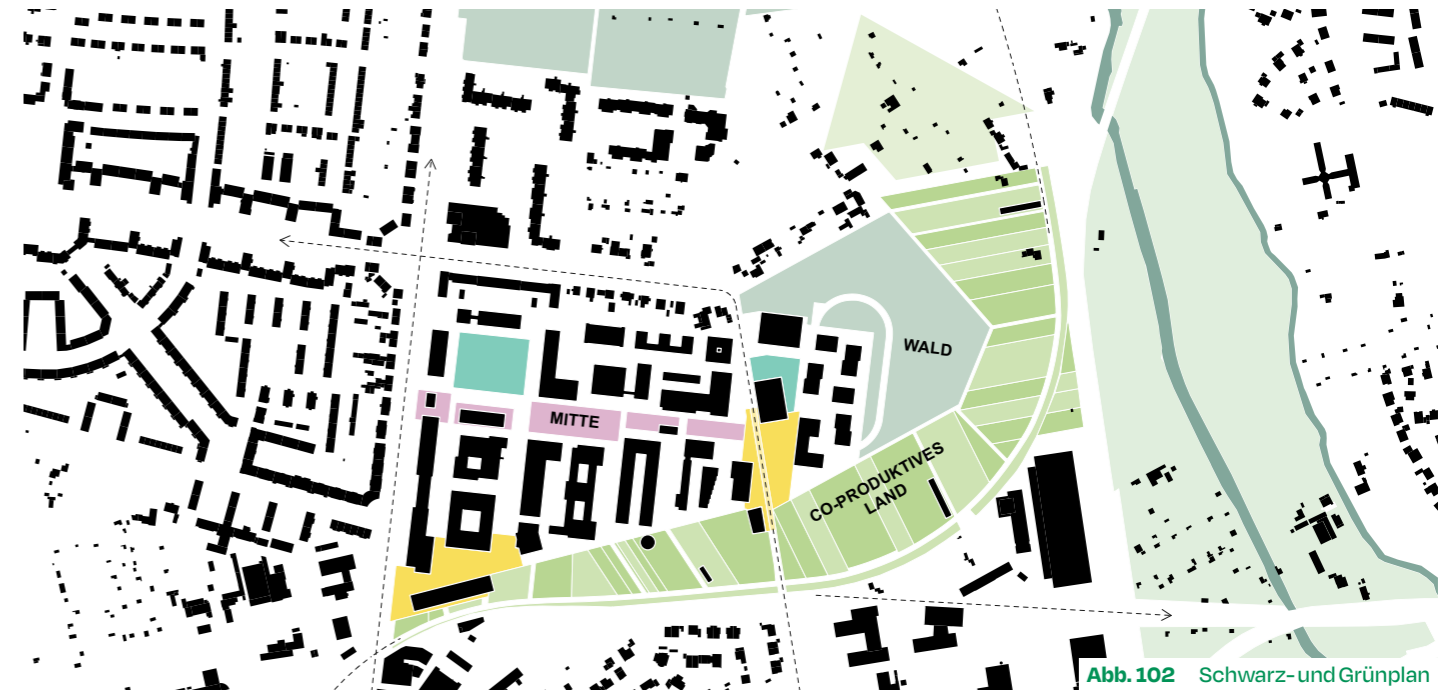 WALD
MITTE
CO-PRODUKTIVES
LAND
Abb. 102 Schwarz- und Grünplan